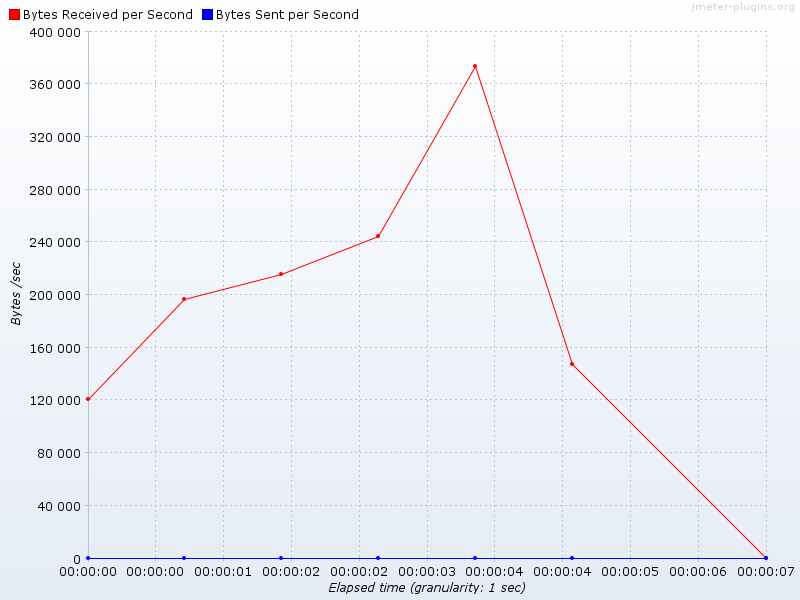 jmeter-plugins.org
Bytes Received per Second Bytes Sent per Second
400 000
360 000
320 000
280 000
240 000
200 000
160 000
120 000
80 000
40 000
0
Bytes /sec
00:00:00 00:00:00 00:00:01 00:00:02 00:00:02 00:00:03 00:00:04 00:00:04 00:00:05 00:00:06 00:00:07
Elapsed time (granularity: 1 sec)